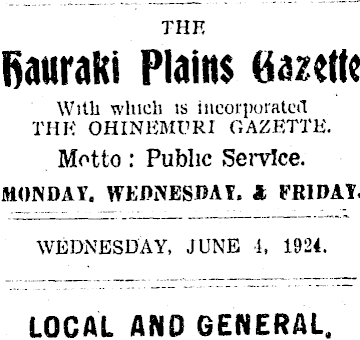 THE
Hauraki Plains Gazette
With which is incorporated
THE OHINEMURI GAZETTE.
Motto: Public Service.
MONDAY, WEDNESDAY, & FRIDAY.
WEDNESDAY, JUNE 4, 1924.
LOCAL AND GENERAL.